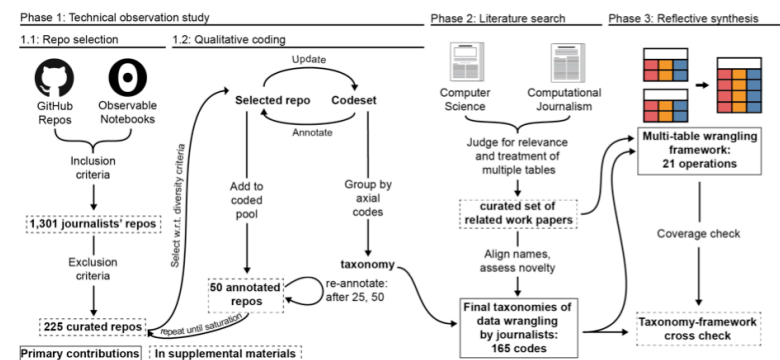 Phase 1: Technical observation study
1.1: Repo selection
1.2: Qualitative coding
GitHub
Repos
Observable
Notebooks
Inclusion
criteria
1,301 journalists' repos
Exclusion
criteria
225 curated repos
Select w.r.t. diversity criteria
Update
Selected repo
Codeset
Annotate
Add to
coded
pool
Group by
axial
codes
taxonomy
50 annotated
repos
re-annotate:
after 25, 50
repeat until saturation
Primary contributions
In supplemental materials
Phase 2: Literature search
Computer
Science
Computational
Journalism
Judge for relevance
and treatment of
multiple tables
curated set of
related work papers
Align names,
assess novelty
Final taxonomies of
data wrangling
by journalists:
165 codes
Phase 3: Reflective synthesis
Multi-table wrangling
framework:
21 operations
Coverage check
Taxonomy-framework
cross check